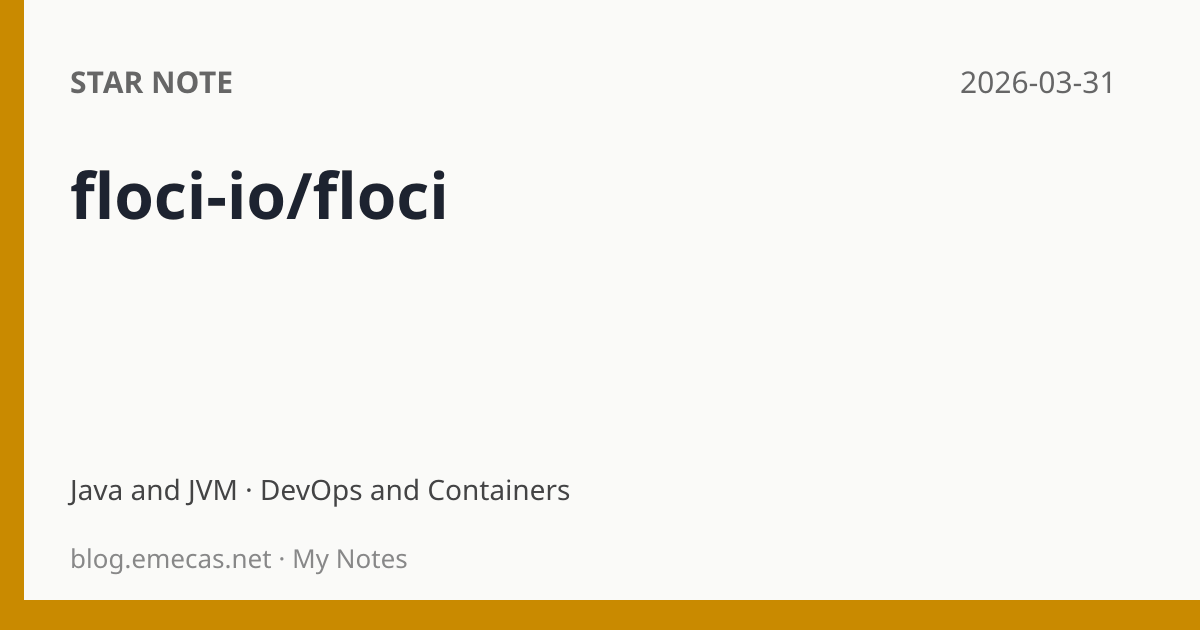 STAR NOTE
2026-03-31
floci-io/floci
Java and JVM · DevOps and Containers
blog.emecas.net · My Notes